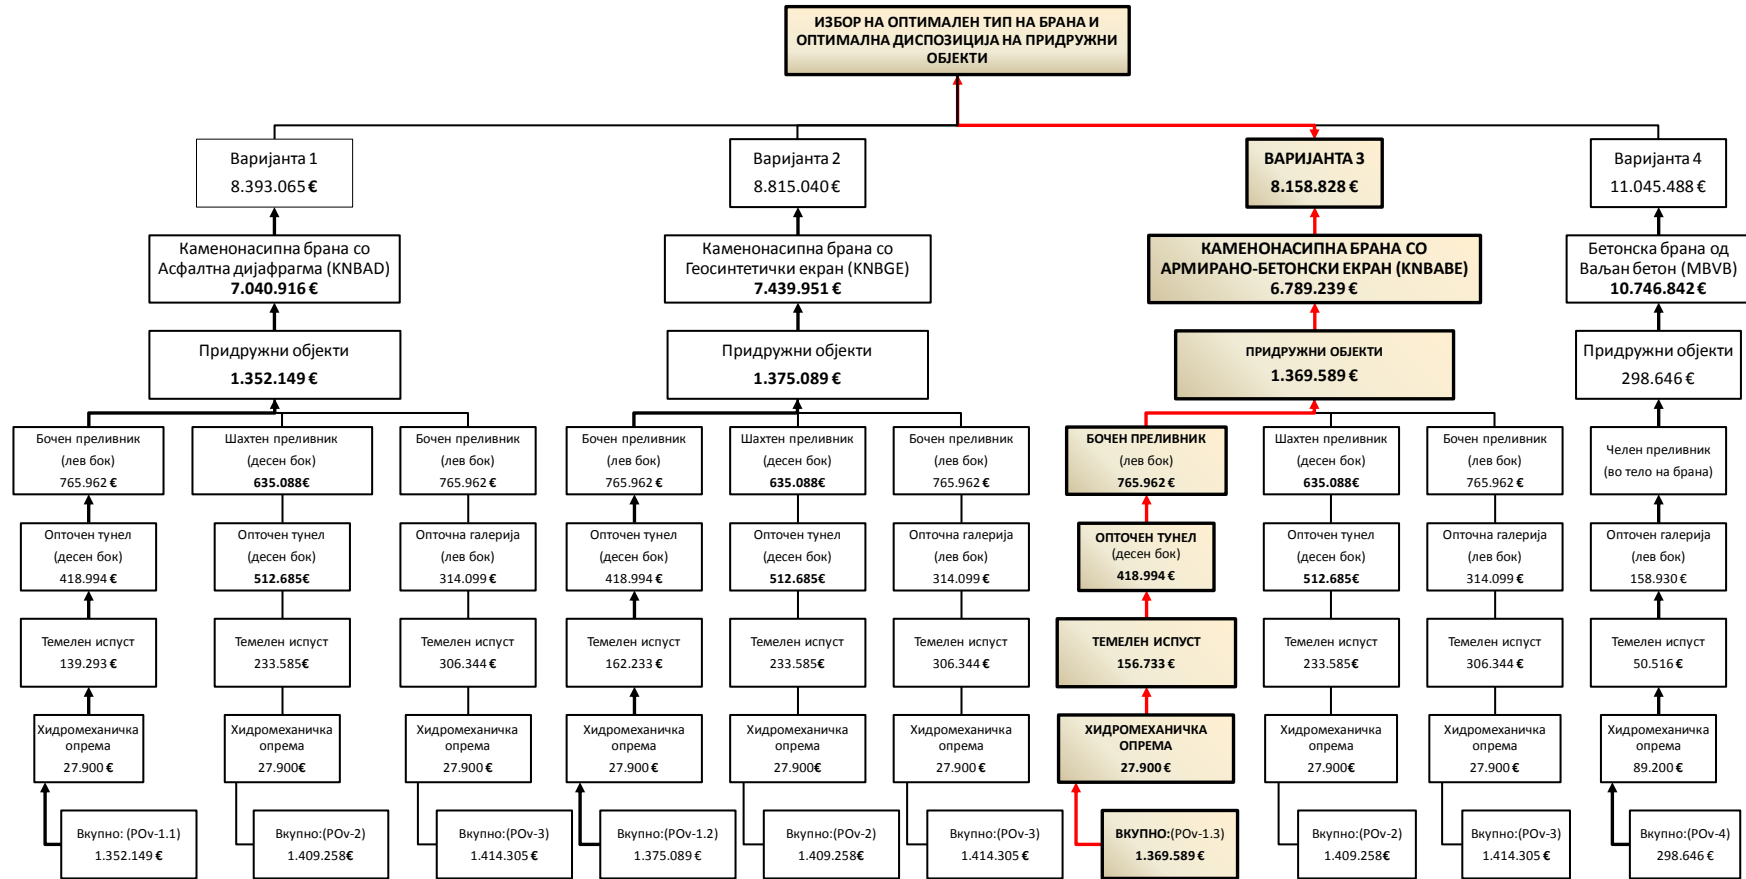 ИЗБОР НА ОПТИМАЛЕН ТИП НА БРАНА И
ОПТИМАЛНА ДИСПОЗИЦИЈА НА ПРИДРУЖНИ
ОБЈЕКТИ
Варијанта 1
8.393.065 €
Варијанта 2
8.815.040 €
ВАРИЈАНТА 3
8.158.828 €
Варијанта 4
11.045.488 €
Каменонасипна брана со
Асфалтна дијафрагма (KNBAD)
7.040.916 €
Каменонасипна брана со
Геосинтетички екран (KNBGE)
7.439.951 €
КАМЕНОНАСИПНА БРАНА СО
АРМИРАНО-БЕТОНСКИ ЕКРАН (KNBABE)
6.789.239 €
Бетонска брана од
Ваљан бетон (MBVB)
10.746.842 €
Придружни објекти
1.352.149 €
Придружни објекти
1.375.089 €
ПРИДРУЖНИ ОБЈЕКТИ
1.369.589 €
Придружни објекти
298.646 €
Бочен преливник
(лев бок)
765.962 €
Шахтен преливник
(десен бок)
635.088€
Бочен преливник
(лев бок)
765.962 €
Бочен преливник
(лев бок)
765.962 €
Шахтен преливник
(десен бок)
635.088€
Бочен преливник
(лев бок)
765.962 €
БОЧЕН ПРЕЛИВНИК
(лев бок)
765.962 €
Шахтен преливник
(десен бок)
635.088€
Бочен преливник
(лев бок)
765.962 €
Челен преливник
(во тело на брана)
Опточен тунел
(десен бок)
418.994 €
Опточен тунел
(десен бок)
512.685€
Опточна галерија
(лев бок)
314.099 €
Опточен тунел
(десен бок)
418.994 €
Опточен тунел
(десен бок)
512.685€
Опточна галерија
(лев бок)
314.099 €
ОПТОЧЕН ТУНЕЛ
(десен бок)
418.994 €
Опточен тунел
(десен бок)
512.685€
Опточна галерија
(лев бок)
314.099 €
Опточен галерија
(лев бок)
158.930 €
Темелен испуст
139.293 €
Темелен испуст
233.585€
Темелен испуст
306.344 €
Темелен испуст
162.233 €
Темелен испуст
233.585€
Темелен испуст
306.344 €
ТЕМЕЛЕН ИСПУСТ
156.733 €
Темелен испуст
233.585€
Темелен испуст
306.344 €
Темелен испуст
50.516 €
Хидромеханичка
опрема
27.900 €
Хидромеханичка
опрема
27.900€
Хидромеханичка
опрема
27.900 €
Хидромеханичка
опрема
27.900 €
Хидромеханичка
опрема
27.900€
Хидромеханичка
опрема
27.900 €
ХИДРОМЕХАНИЧКА
ОПРЕМА
27.900 €
Хидромеханичка
опрема
27.900€
Хидромеханичка
опрема
27.900 €
Хидромеханичка
опрема
89.200 €
Вкупно: (POv-1.1)
1.352.149 €
Вкупно:(POv-2)
1.409.258€
Вкупно:(POv-3)
1.414.305 €
Вкупно:(POv-1.2)
1.375.089 €
Вкупно:(POv-2)
1.409.258€
Вкупно:(POv-3)
1.414.305 €
ВКУПНО:(POv-1.3)
1.369.589 €
Вкупно:(POv-2)
1.409.258€
Вкупно:(POv-3)
1.414.305 €
Вкупно:(POv-4)
298.646 €